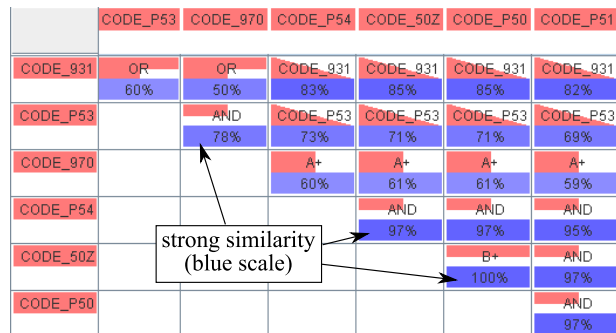 CODE_P53 CODE_970 CODE_P54 CODE_50Z CODE_P50 CODE_P51
CODE_931 OR OR CODE_931 CODE_931 CODE_931 CODE_931
60% 50% 83% 85% 85% 82%
CODE_P53 AND CODE_P53 CODE_P53 CODE_P53 CODE_P53
78% 73% 71% 71% 69%
CODE_970 A+ A+ A+ A+
60% 61% 61% 59%
CODE_P54 AND AND AND
97% 97% 95%
strong similarity
(blue scale)
CODE_50Z B+ AND
100% 97%
CODE_P50 AND
97%